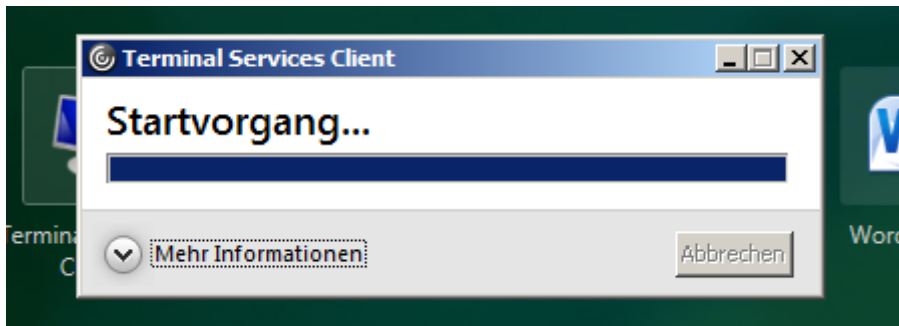 Terminal Services Client
Startvorgang...
Mehr Informationen
Abbrechen